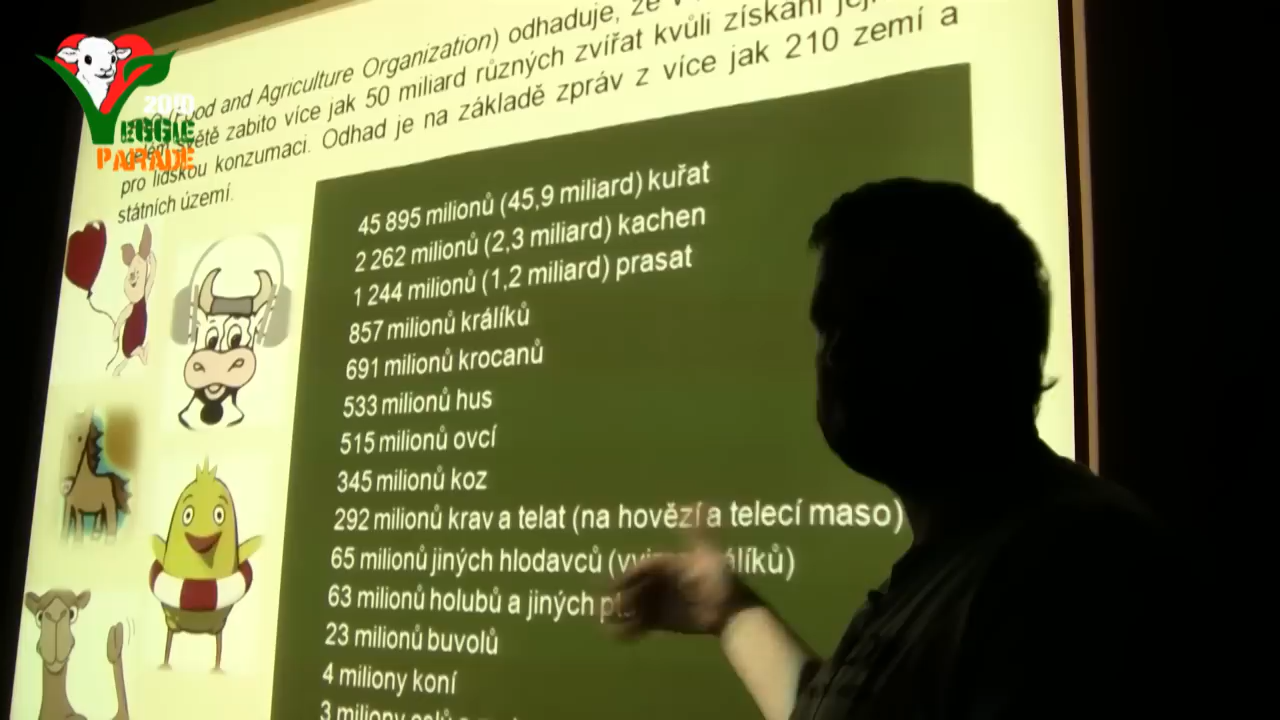 2010
VEGGIE
PARADE
Food and Agriculture Organization) odhaduje, že v
světě zabito více jak 50 miliard různých zvířat kvůli získání
pro lidskou konzumaci. Odhad je na základě zpráv z více jak 210 zemí a
státních území.
45 895 milionů (45,9 miliard) kuřat
2 262 milionů (2,3 miliard) kachen
1 244 milionů (1,2 miliard) prasat
857 milionů králíků
691 milionů krocanů
533 milionů hus
515 milionů ovcí
345 milionů koz
292 milionů krav a telat (na hovězí a telecí maso)
65 milionů jiných hlodavců
63 milionů holubů a jiných
23 milionů buvolů
4 miliony koní
3 miliony